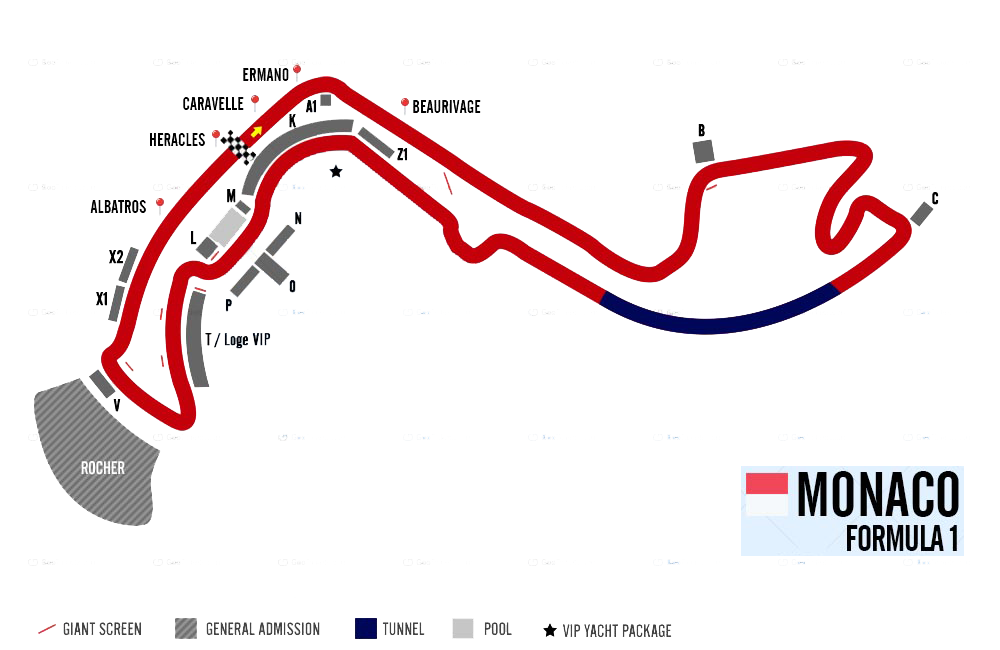 ERMANO
CARAVELLE
A1
BEAURIVAGE
K
HERACLES
B
Z1
M
ALBATROS
C
N
L
X2
O
X1
P
T / Loge VIP
V
ROCHER
MONACO
FORMULA 1
GIANT SCREEN
GENERAL ADMISSION
TUNNEL
POOL
VIP YACHT PACKAGE